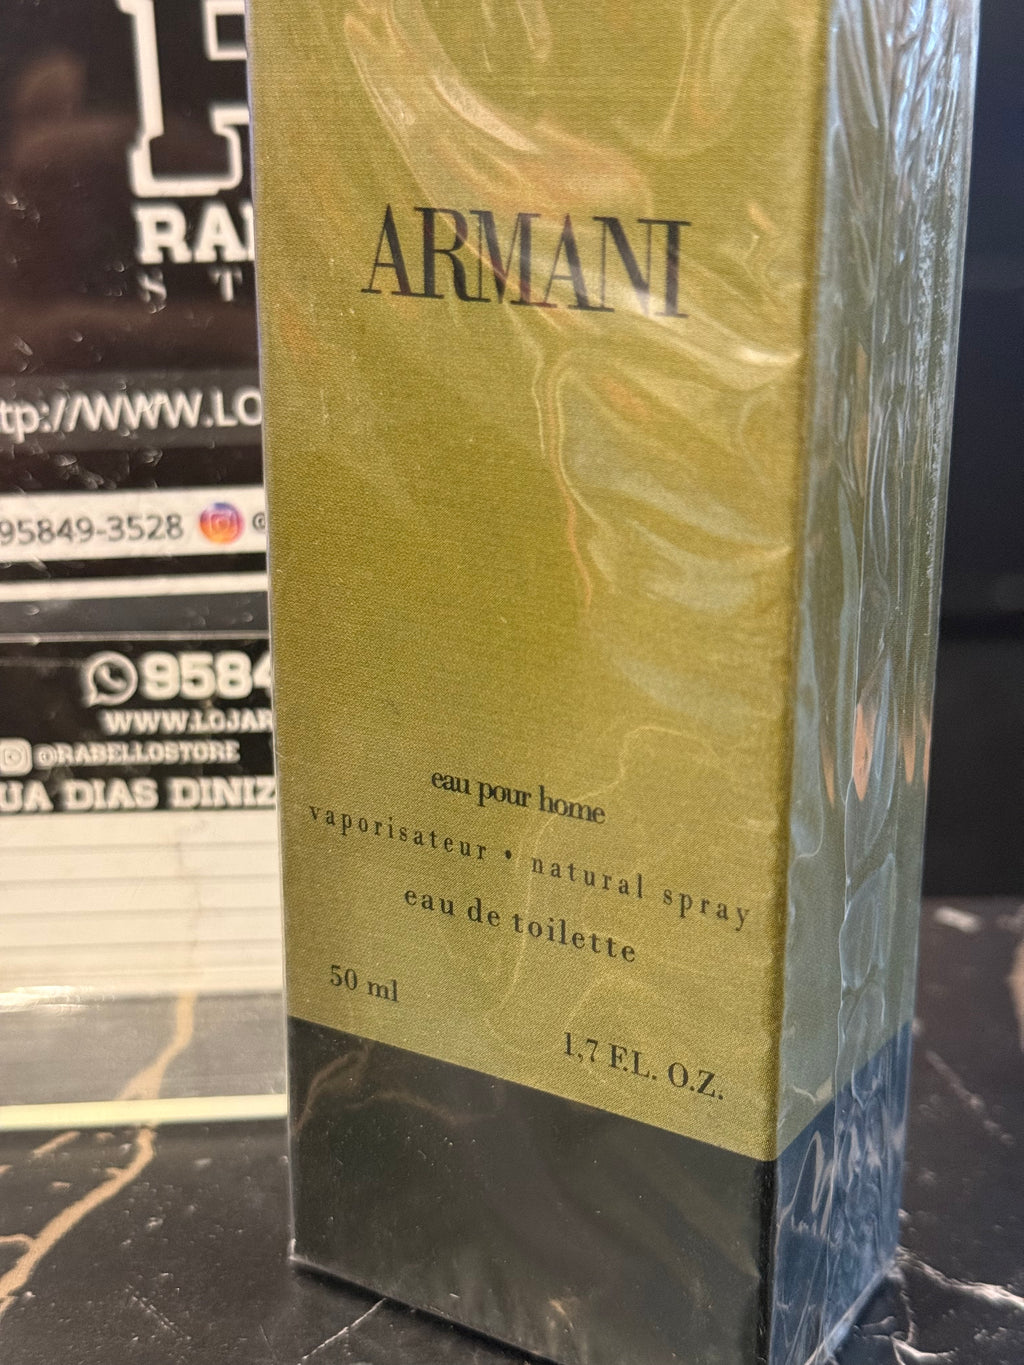 RA
S T
tp://WWW.LO
95849-3528 @
9584
WWW.LOJAR
@RABELLOSTORE
UA DIAS DINIZ
ARMANI
eau pour home
vaporisateur • natural spray
eau de toilette
50 ml
1,7 F.L. O.Z.